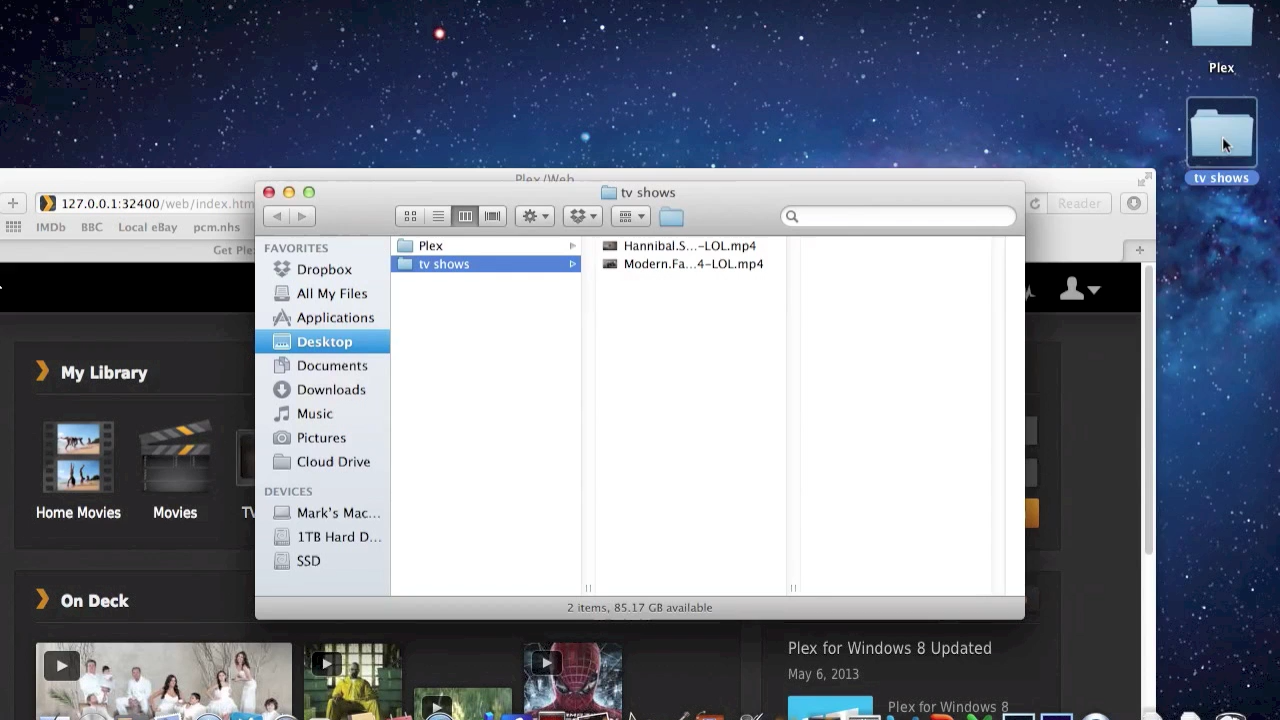 Plex
tv shows
Plex/Web
tv shows
127.0.0.1:32400/web/index.htm
Reader
IMDb BBC Local eBay pcm.nhs
Get Ple
FAVORITES
Dropbox
All My Files
Applications
Desktop
Documents
Downloads
Music
Pictures
Cloud Drive
DEVICES
Mark's Mac...
1TB Hard D...
SSD
Plex
tv shows
Hannibal.S...-LOL.mp4
Modern.Fa...4-LOL.mp4
2 items, 85.17 GB available
My Library
Home Movies Movies TV
On Deck
Plex for Windows 8 Updated
May 6, 2013
Plex for Windows 8